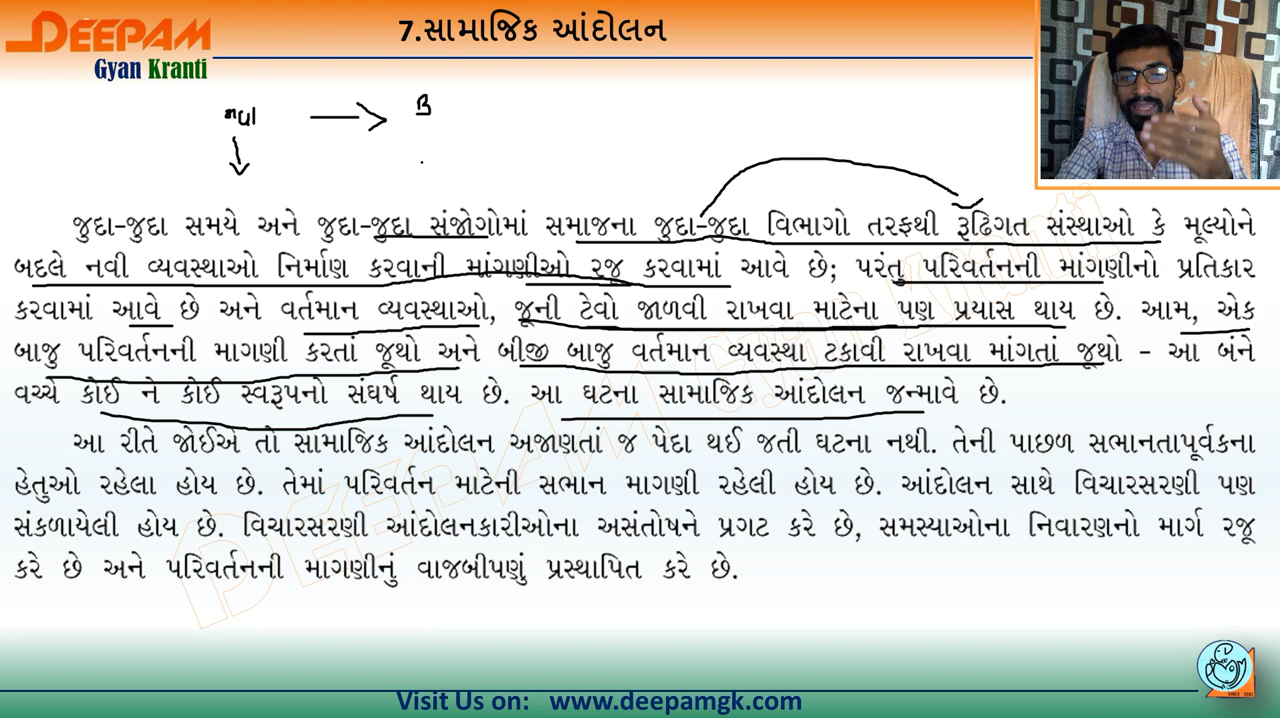 DEEPAM
Gyan Kranti
7.સામાજિક આંદોલન
B
જુદા-જુદા સમયે અને જુદા-જુદા સંજોગોમાં સમાજના જુદા-જુદા વિભાગો તરફથી રૂઢિગત સંસ્થાઓ કે મૂલ્યોને
બદલે નવી વ્યવસ્થાઓ નિર્માણ કરવાની માંગણીઓ રજૂ કરવામાં આવે છે; પરંતુ પરિવર્તનની માંગણીનો પ્રતિકાર
કરવામાં આવે છે અને વર્તમાન વ્યવસ્થાઓ, જૂની ટેવો જાળવી રાખવા માટેના પણ પ્રયાસ થાય છે. આમ, એક
બાજુ પરિવર્તનની માગણી કરતાં જૂથો અને બીજી બાજુ વર્તમાન વ્યવસ્થા ટકાવી રાખવા માંગતાં જૂથો - આ બંને
વચ્ચે કોઈ ને કોઈ સ્વરૂપનો સંઘર્ષ થાય છે. આ ઘટના સામાજિક આંદોલન જન્માવે છે.
આ રીતે જોઈએ તો સામાજિક આંદોલન અજાણતાં જ પેદા થઈ જતી ઘટના નથી. તેની પાછળ સભાનતાપૂર્વકના
હેતુઓ રહેલા હોય છે. તેમાં પરિવર્તન માટેની સભાન માગણી રહેલી હોય છે. આંદોલન સાથે વિચારસરણી પણ
સંકળાયેલી હોય છે. વિચારસરણી આંદોલનકારીઓના અસંતોષને પ્રગટ કરે છે, સમસ્યાઓના નિવારણનો માર્ગ રજૂ
કરે છે અને પરિવર્તનની માગણીનું વાજબીપણું પ્રસ્થાપિત કરે છે.
DEEPAM Gyan Kranti
Visit Us on: www.deepamgk.com